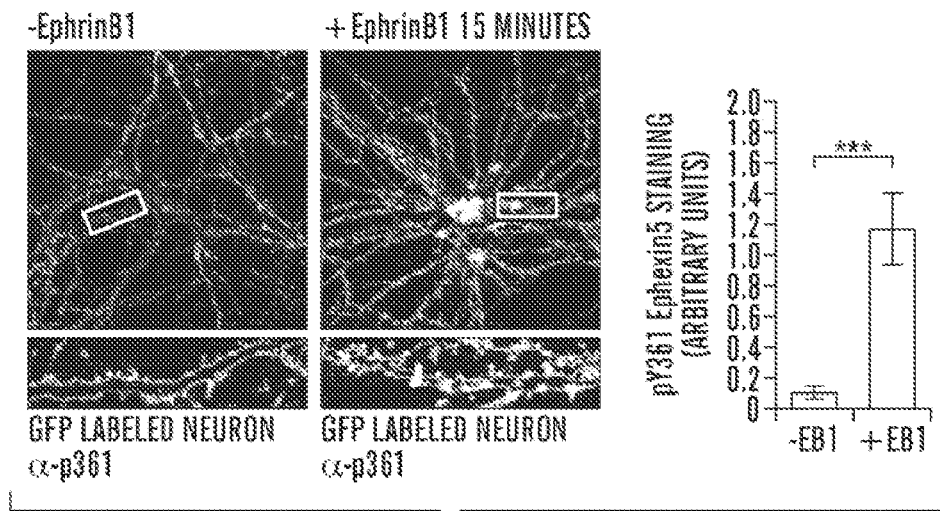 -EphrinB1
+ EphrinB1 15 MINUTES
GFP LABELED NEURON
α-p361
GFP LABELED NEURON
α-p361
pY361 Ephexin5 STAINING
(ARBITRARY UNITS)
2.0
1.8
1.6
1.4
1.2
1.0
0.8
0.6
0.4
0.2
0
***
-EB1
+EB1